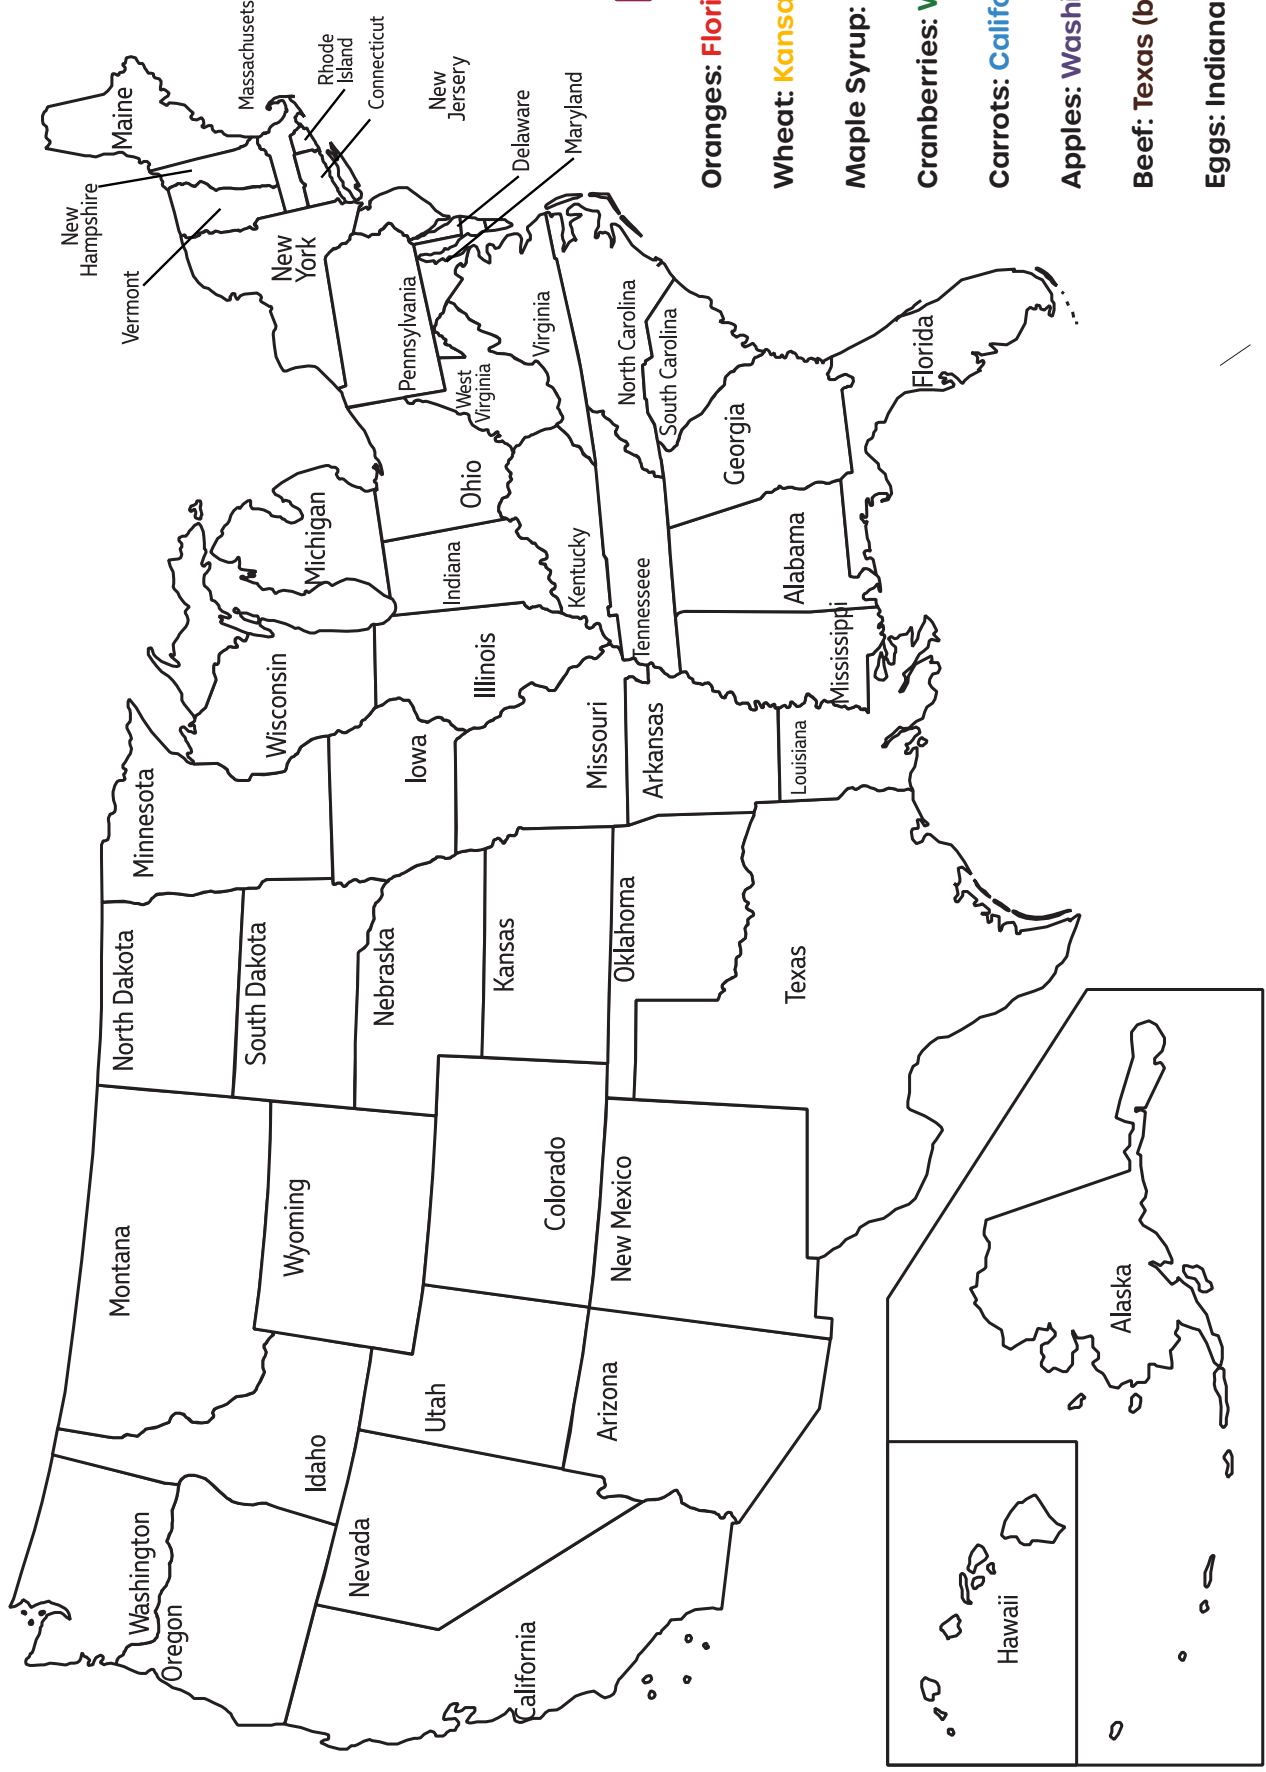 Washington
Oregon
California
Nevada
Idaho
Montana
Wyoming
Utah
Arizona
Colorado
New Mexico
North Dakota
South Dakota
Nebraska
Kansas
Oklahoma
Texas
Minnesota
Iowa
Missouri
Arkansas
Louisiana
Wisconsin
Illinois
Michigan
Indiana
Ohio
Kentucky
Tennesseee
Mississippi
Alabama
Georgia
Florida
South Carolina
North Carolina
Virginia
West
Virginia
Pennsylvania
New
York
Vermont
New
Hampshire
Maine
Massachusets
Rhode
Island
Connecticut
New
Jersery
Delaware
Maryland
Alaska
Hawaii
Oranges: Flori
Wheat: Kansa
Maple Syrup:
Cranberries:
Carrots: Califo
Apples: Washi
Beef: Texas (b
Eggs: Indiana